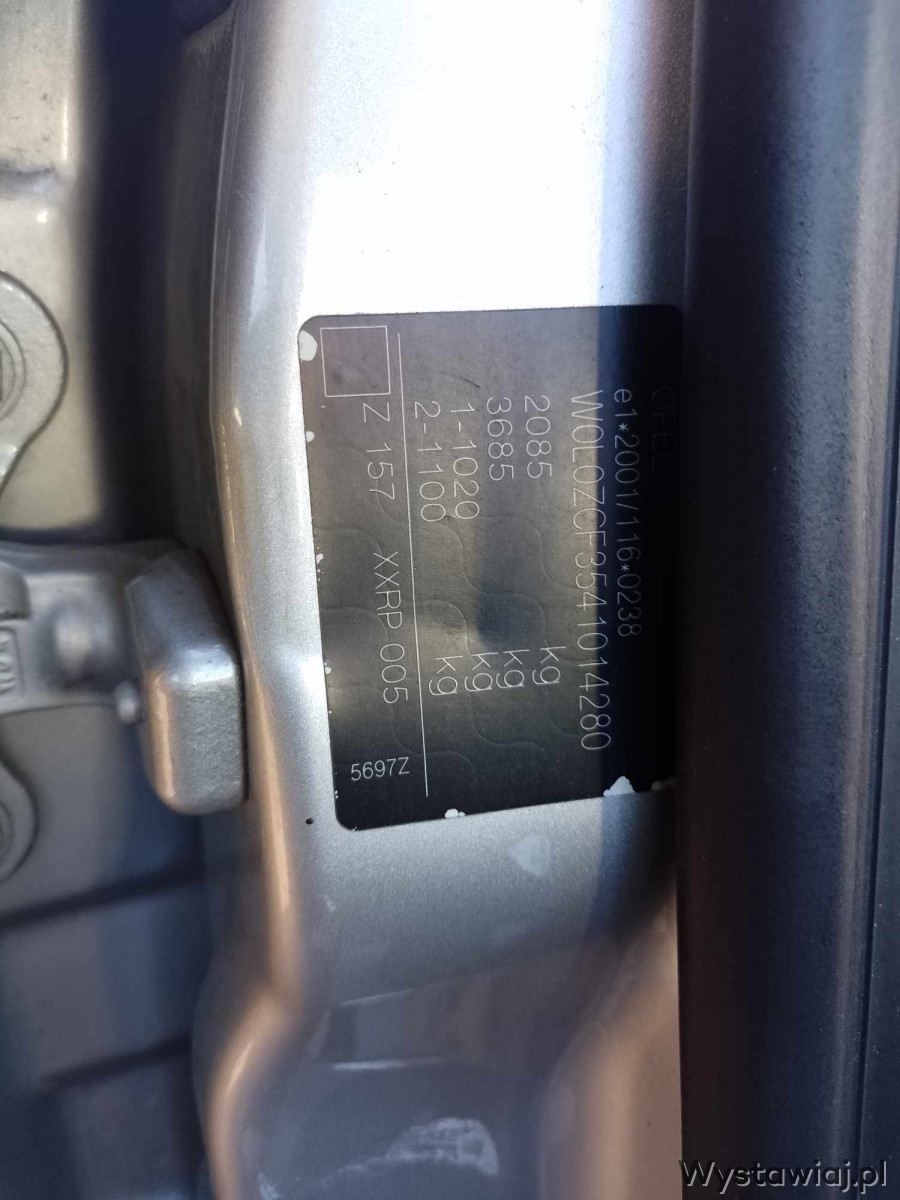 OPEL
e1*2001/116*0238
W0L0ZCF3541014280
2085 kg
3685 kg
1-1020 kg
2-1100 kg
Z 157 XXRP 005
5697Z
Wystawiaj.pl